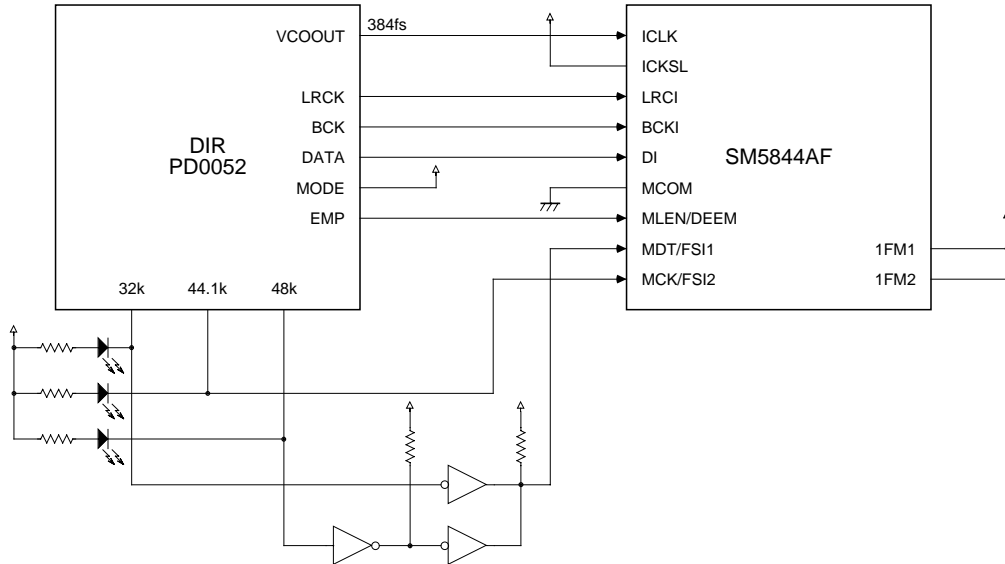 384fs
VCOOUT
LRCK
BCK
DATA
MODE
EMP
DIR
PD0052
32k
44.1k
48k
ICLK
ICKSL
LRCI
BCKI
DI
MCOM
MLEN/DEEM
MDT/FSI1
MCK/FSI2
SM5844AF
1FM1
1FM2